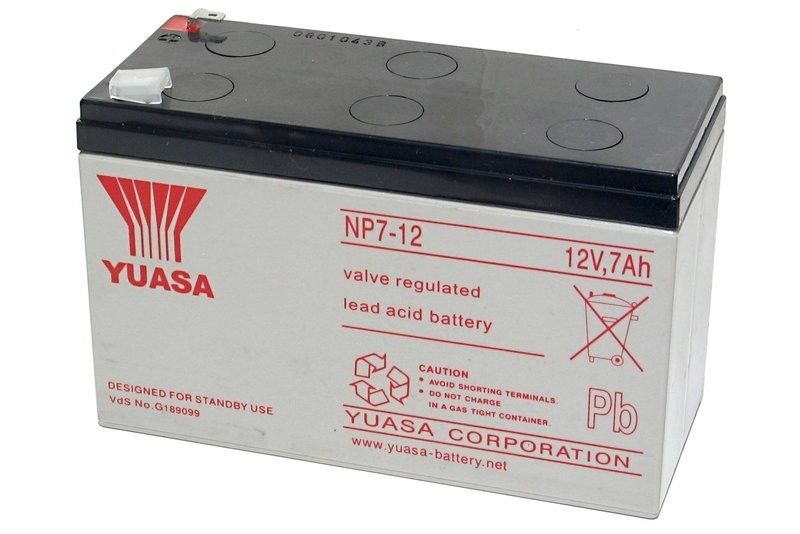 0601043B
YUASA
NP7-12
12V,7Ah
valve regulated
lead acid battery
CAUTION
• AVOID SHORTING TERMINALS.
• DO NOT CHARGE
IN A GAS TIGHT CONTAINER.
Pb
DESIGNED FOR STANDBY USE
VdS No.G189099
YUASA CORPORATION
www.yuasa-battery.net